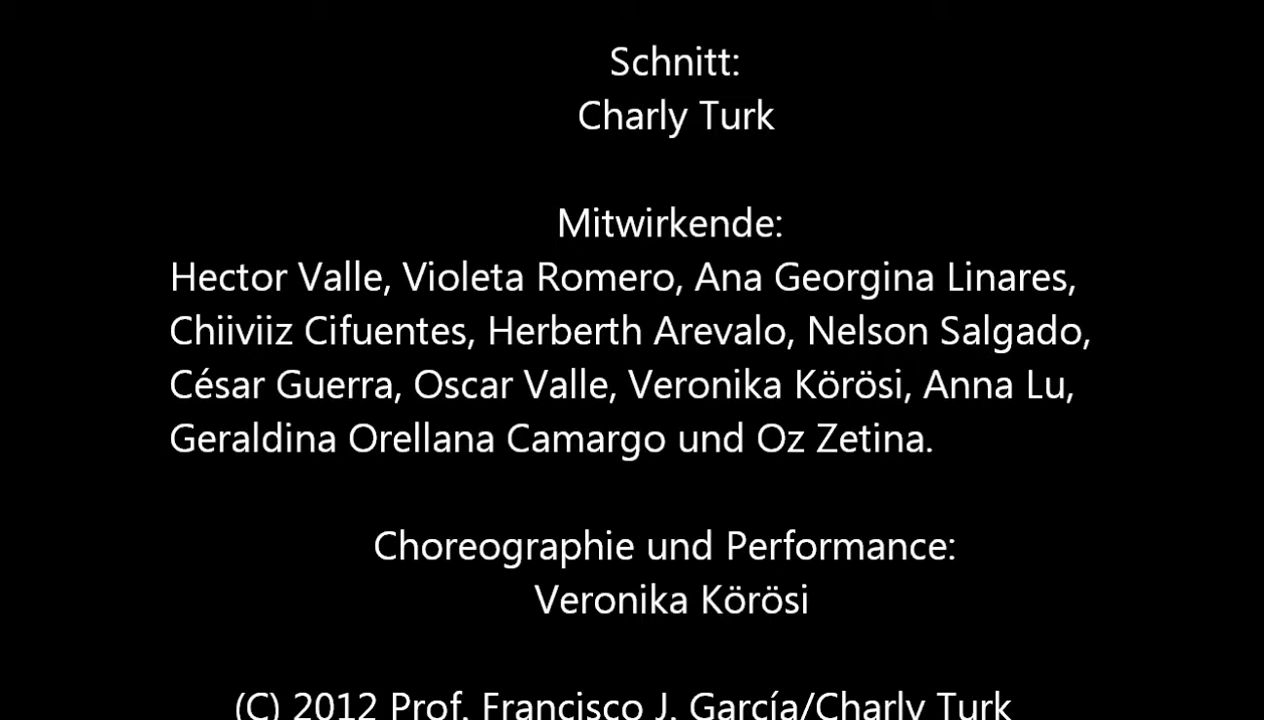 Schnitt:
Charly Turk
Mitwirkende:
Hector Valle, Violeta Romero, Ana Georgina Linares,
Chiiviiz Cifuentes, Herberth Arevalo, Nelson Salgado,
César Guerra, Oscar Valle, Veronika Körösi, Anna Lu,
Geraldina Orellana Camargo und Oz Zetina.
Choreographie und Performance:
Veronika Körösi
(C) 2012 Prof. Francisco J. García/Charly Turk